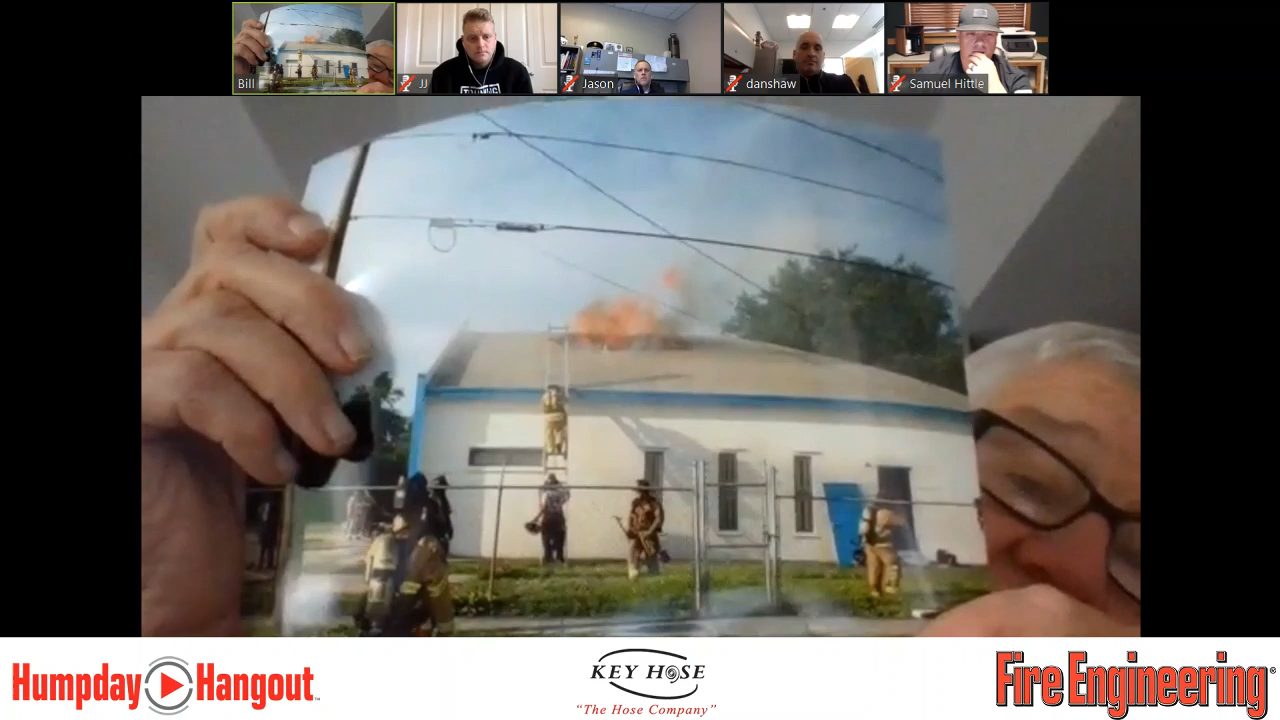 Bill
JJ
Jason
danshaw
Samuel Hittle
Humpday Hangout
KEY HOSE
"The Hose Company"
Fire Engineering®